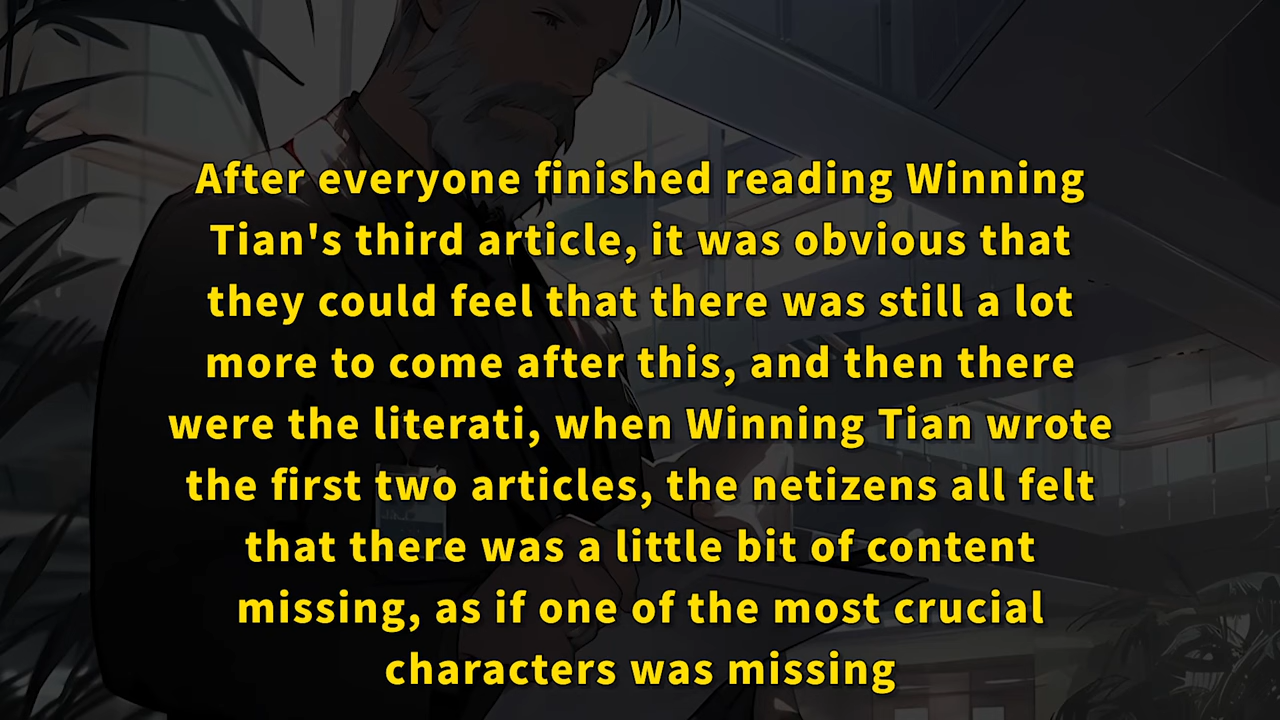 After everyone finished reading Winning
Tian's third article, it was obvious that
they could feel that there was still a lot
more to come after this, and then there
were the literati, when Winning Tian wrote
the first two articles, the netizens all felt
that there was a little bit of content
missing, as if one of the most crucial
characters was missing